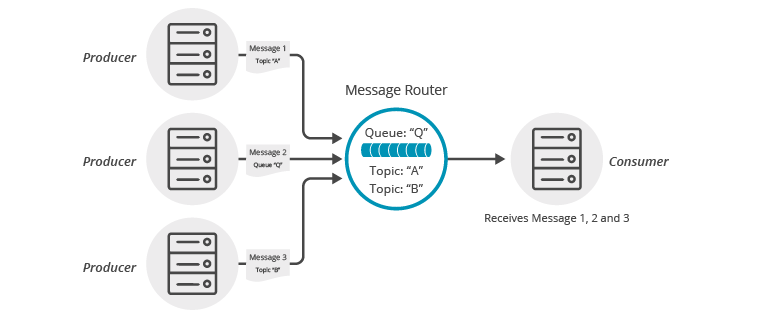 Producer
Message 1
Topic "A"
Message Router
Queue: “Q”
Topic: “A”
Topic: “B”
Producer
Message 2
Queue "Q"
Consumer
Receives Message 1, 2 and 3
Producer
Message 3
Topic "B"